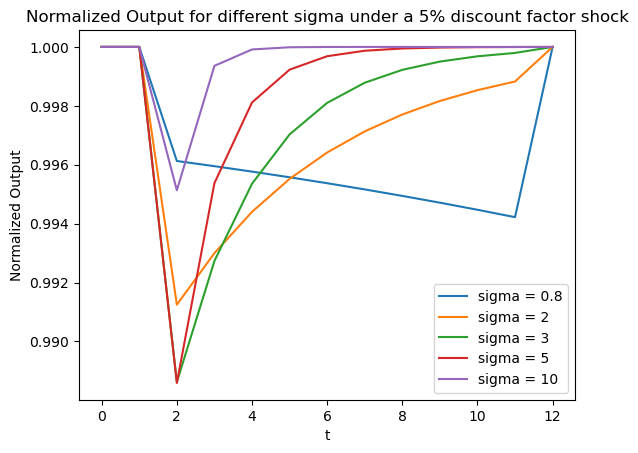 Normalized Output for different sigma under a 5% discount factor shock
1.000
0.998
0.996
0.994
0.992
0.990
Normalized Output
sigma = 0.8
sigma = 2
sigma = 3
sigma = 5
sigma = 10
0 2 4 6 8 10 12
t